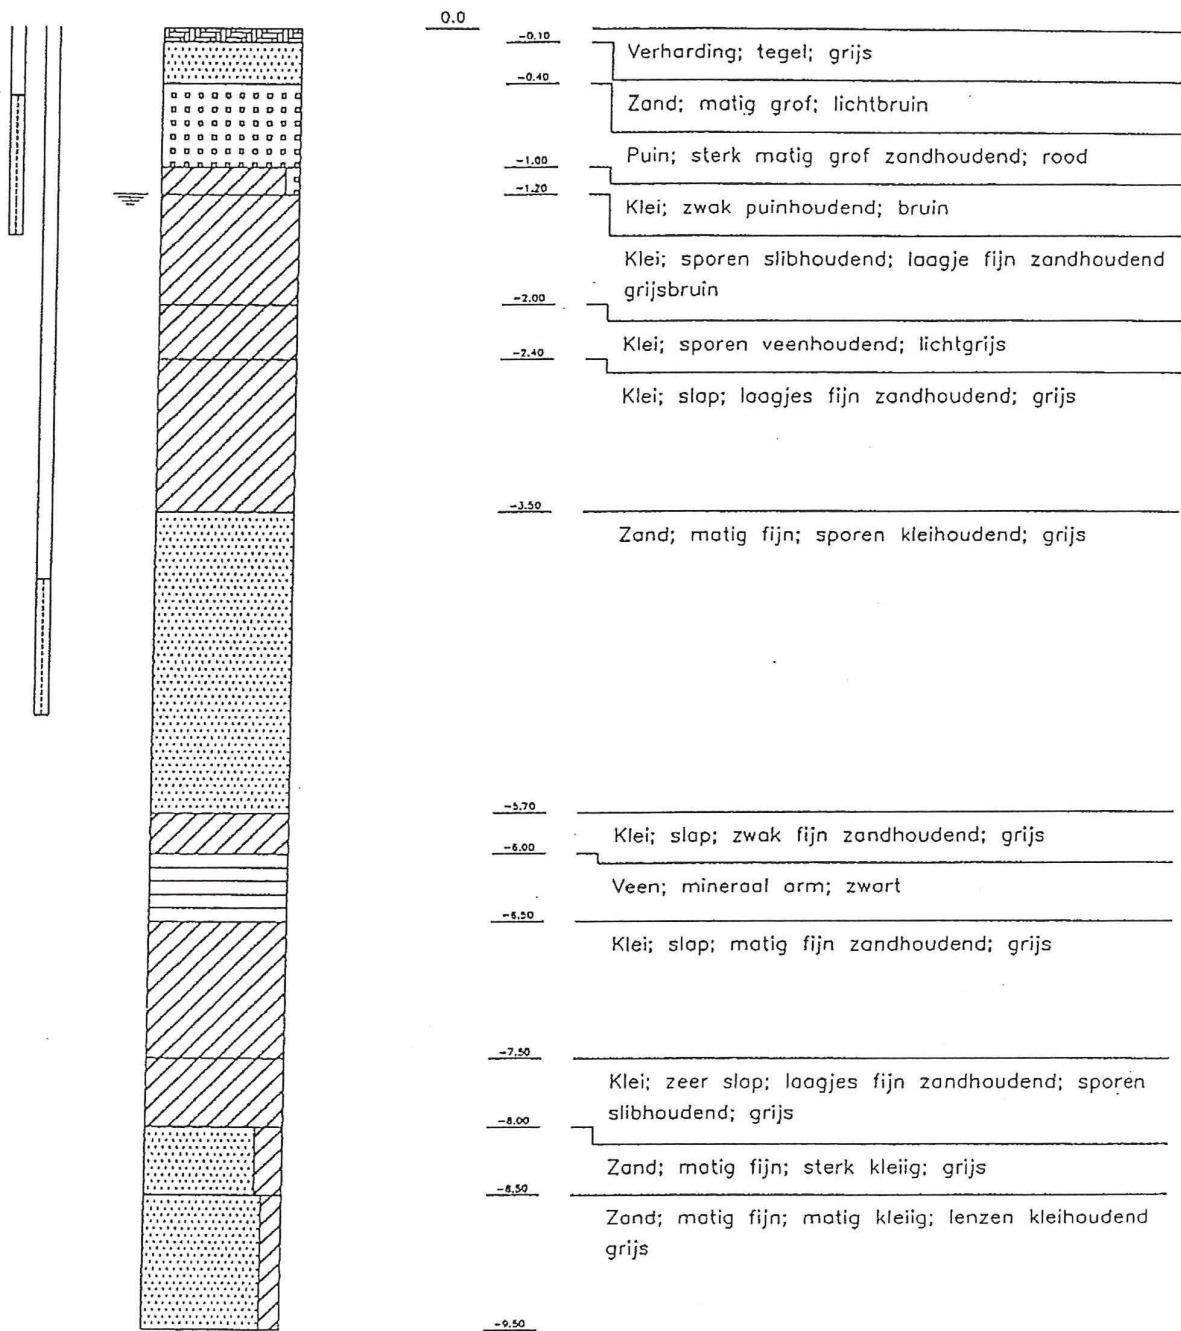 0.0
-0.10
Verharding; tegel; grijs
-0.40
Zand; matig grof; lichtbruin
Puin; sterk matig grof zandhoudend; rood
-1.00
-1.20
Klei; zwak puinhoudend; bruin
Klei; sporen slibhoudend; laagje fijn zandhoudend
grijsbruin
-2.00
Klei; sporen veenhoudend; lichtgrijs
-2.40
Klei; slap; laagjes fijn zandhoudend; grijs
-3.50
Zand; matig fijn; sporen kleihoudend; grijs
-5.70
Klei; slap; zwak fijn zandhoudend; grijs
-6.00
Veen; mineraal arm; zwart
-6.50
Klei; slap; matig fijn zandhoudend; grijs
-7.50
Klei; zeer slap; laagjes fijn zandhoudend; sporen
slibhoudend; grijs
-8.00
Zand; matig fijn; sterk kleiig; grijs
-8.50
Zand; matig fijn; matig kleiig; lenzen kleihoudend
grijs
-9.50